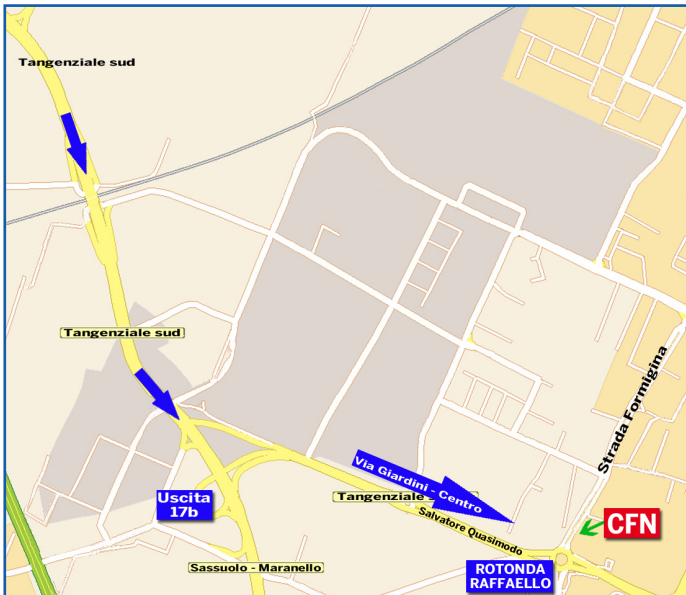 Tangenziale sud
Tangenziale sud
Strada Formigina
Via Giardini - Centro
Uscita
17b
Tangenziale s
Salvatore Quasimodo
CFN
Sassuolo - Maranello
ROTONDA
RAFFAELLO